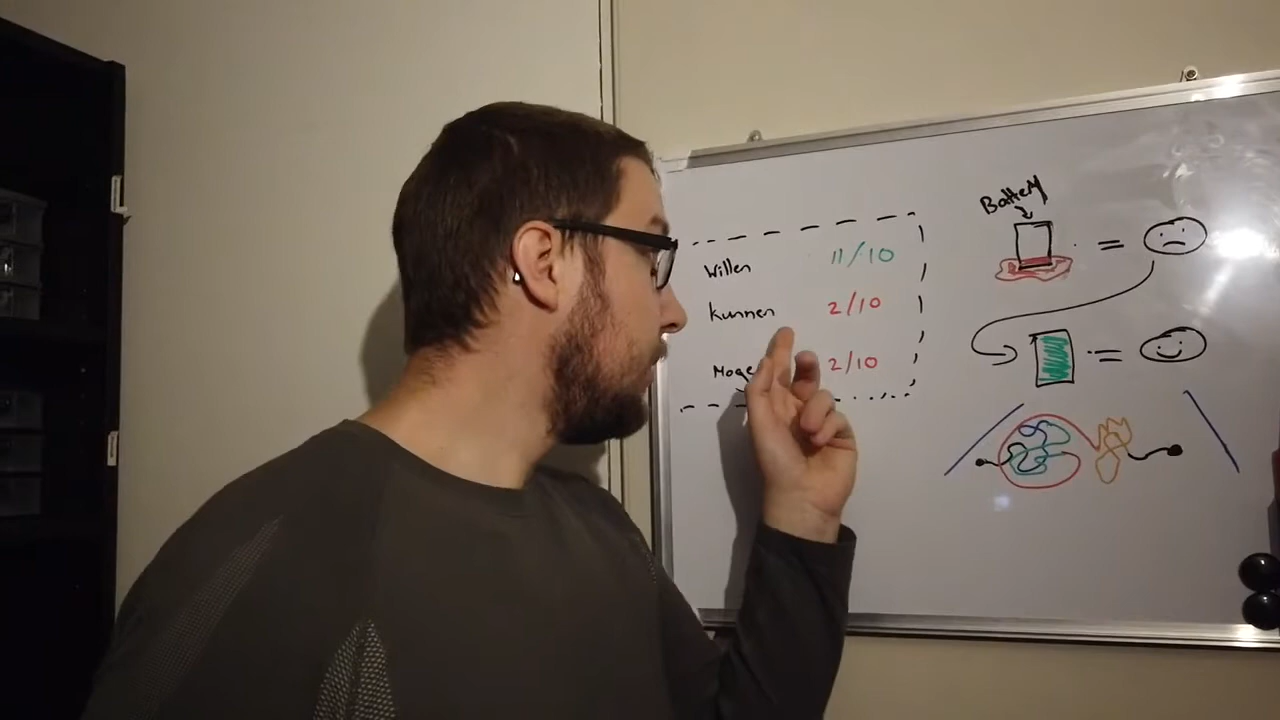 Willen 11/10
kunnen 2/10
2/10
Battery
=
=